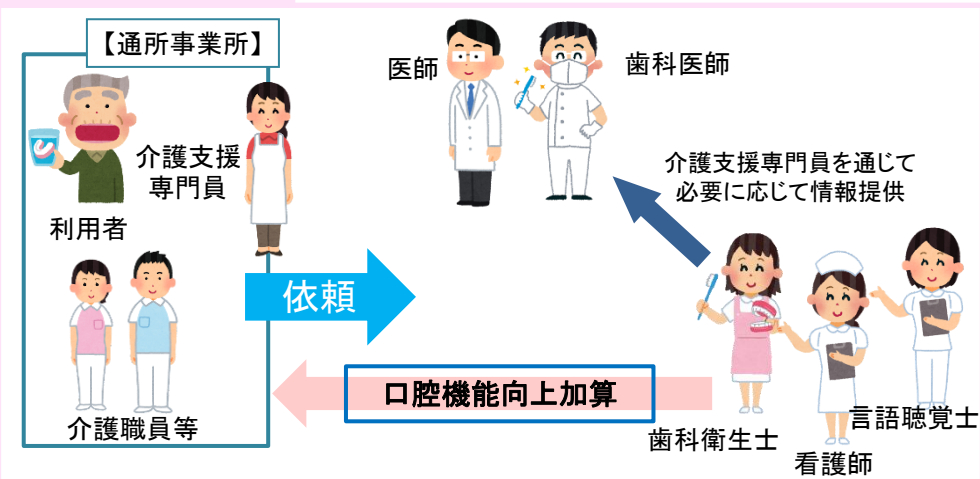 【通所事業所】
医師
歯科医師
介護支援
専門員
利用者
介護支援専門員を通じて
必要に応じて情報提供
依頼
口腔機能向上加算
介護職員等
歯科衛生士
看護師
言語聴覚士